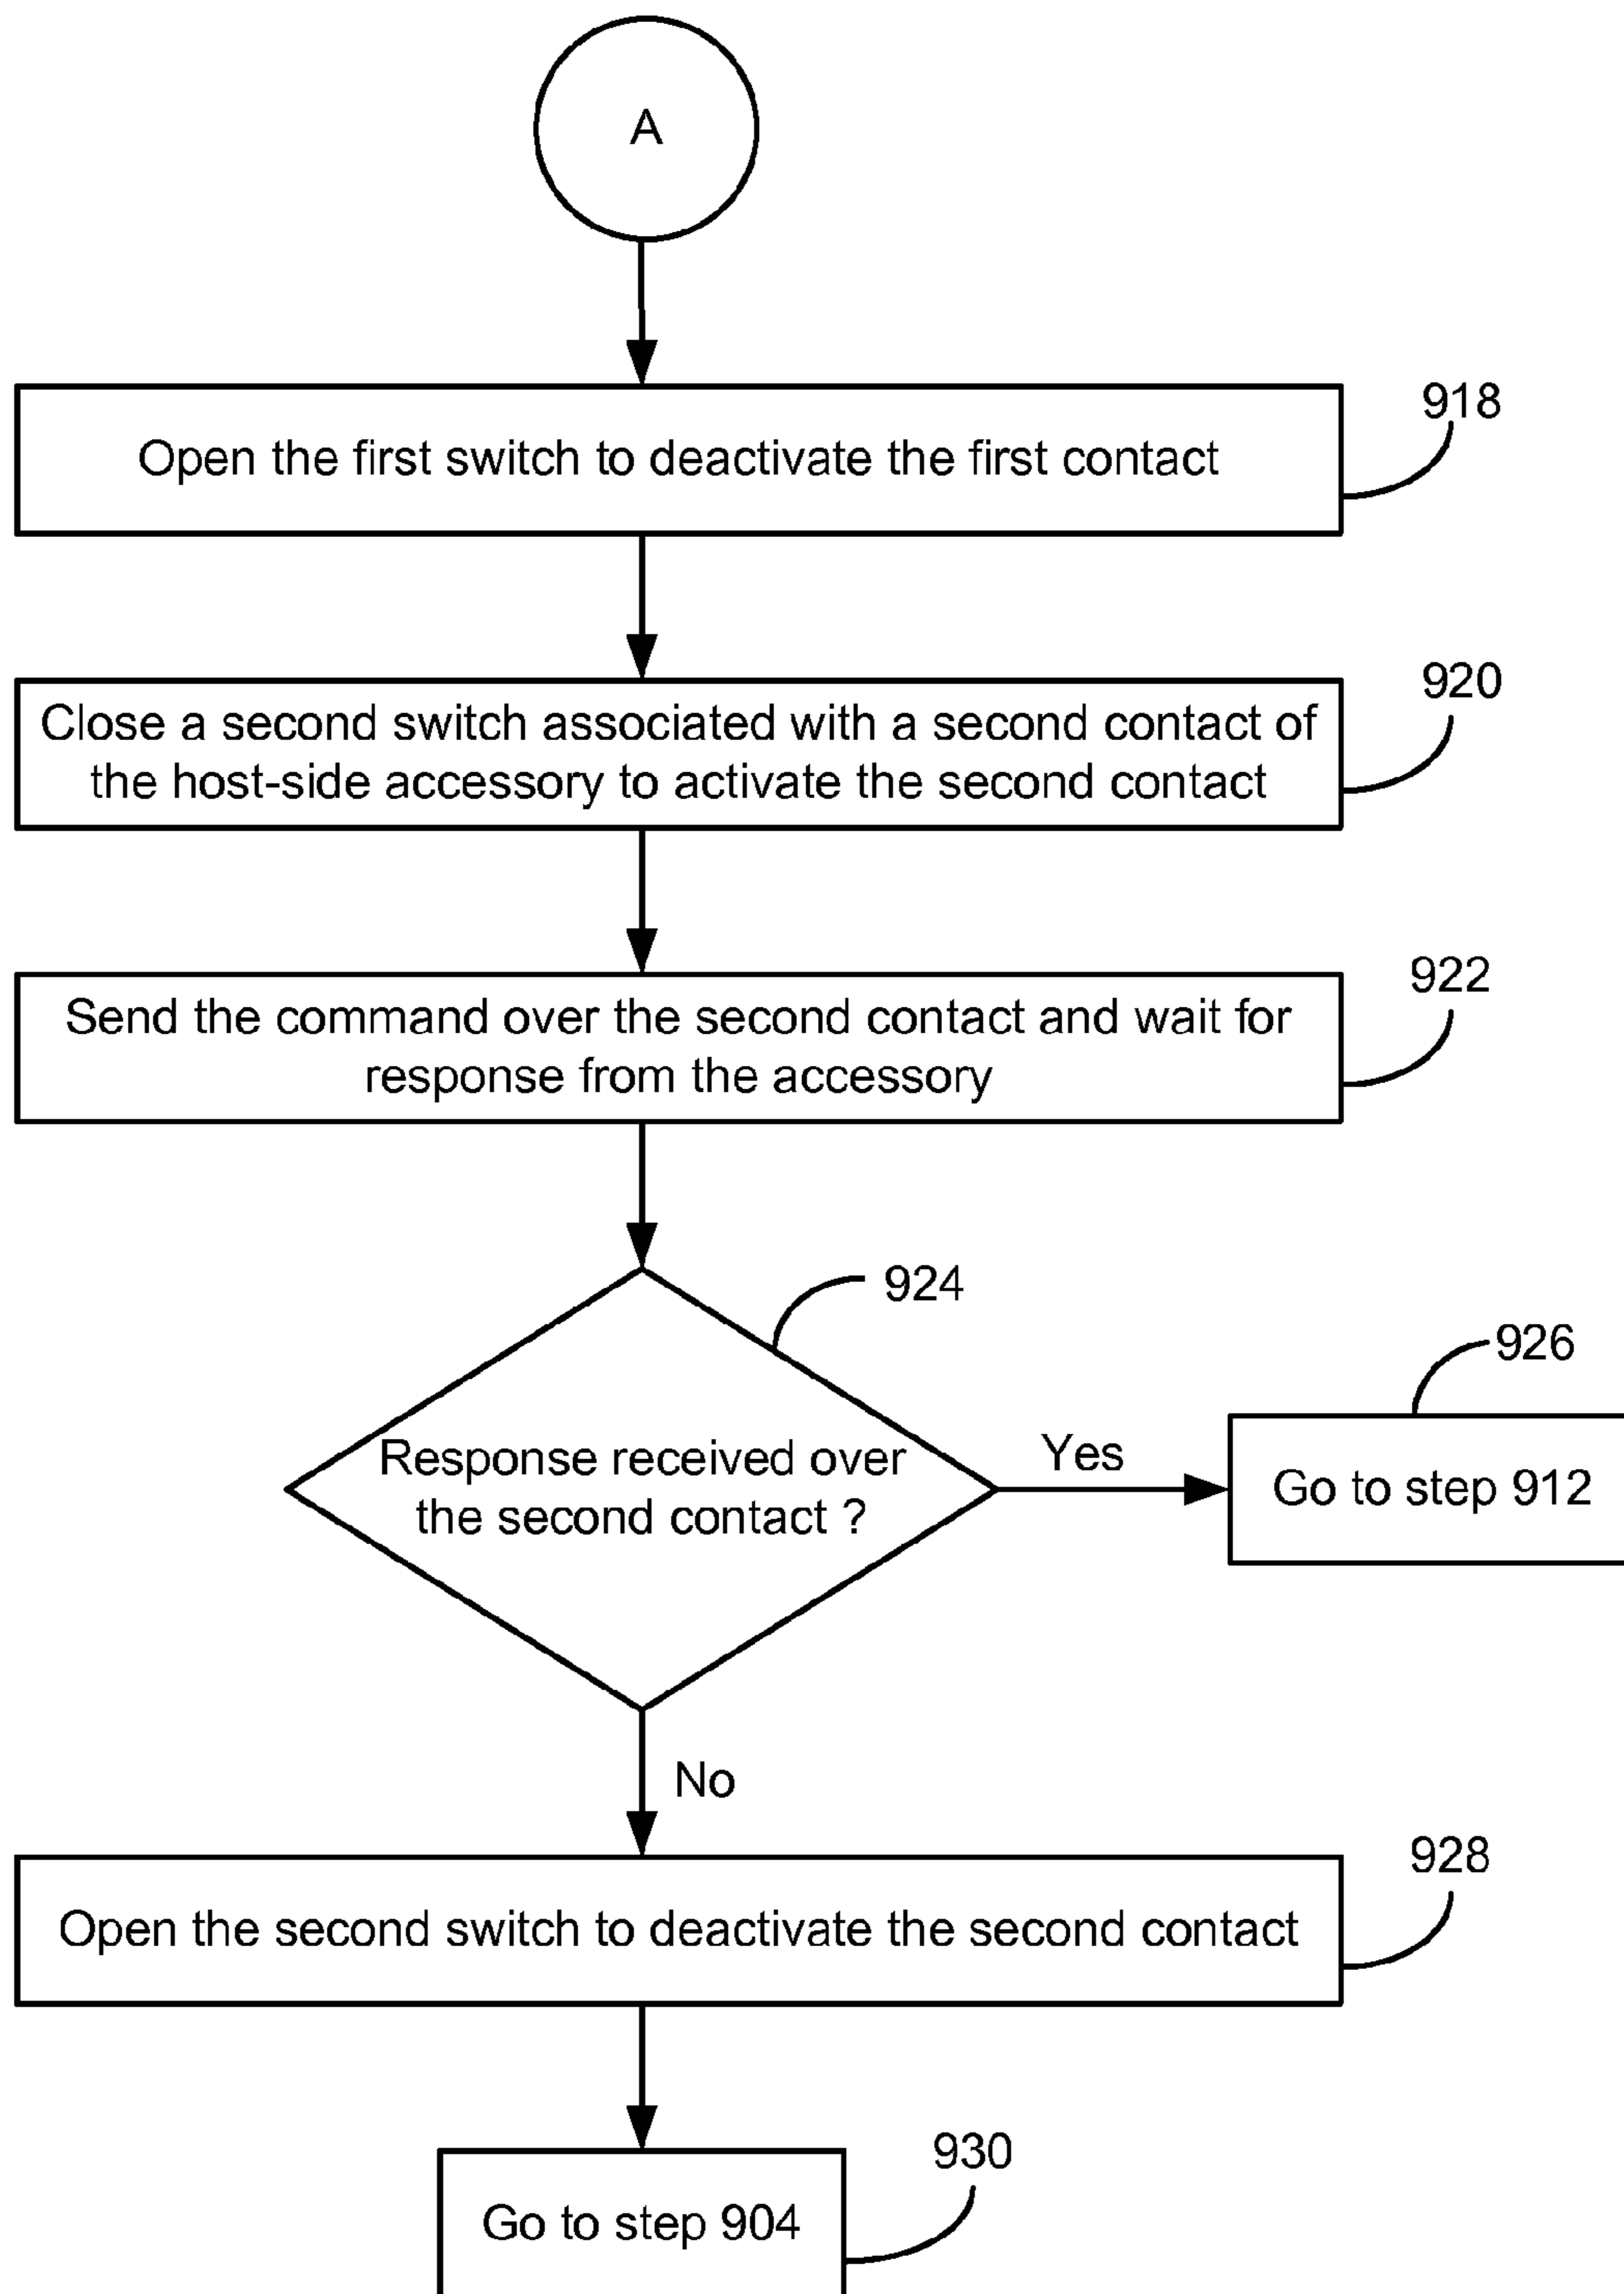 A
Open the first switch to deactivate the first contact
918
Close a second switch associated with a second contact of
the host-side accessory to activate the second contact
920
Send the command over the second contact and wait for
response from the accessory
922
924
Response received over
the second contact ?
Yes
926
Go to step 912
No
Open the second switch to deactivate the second contact
928
Go to step 904
930